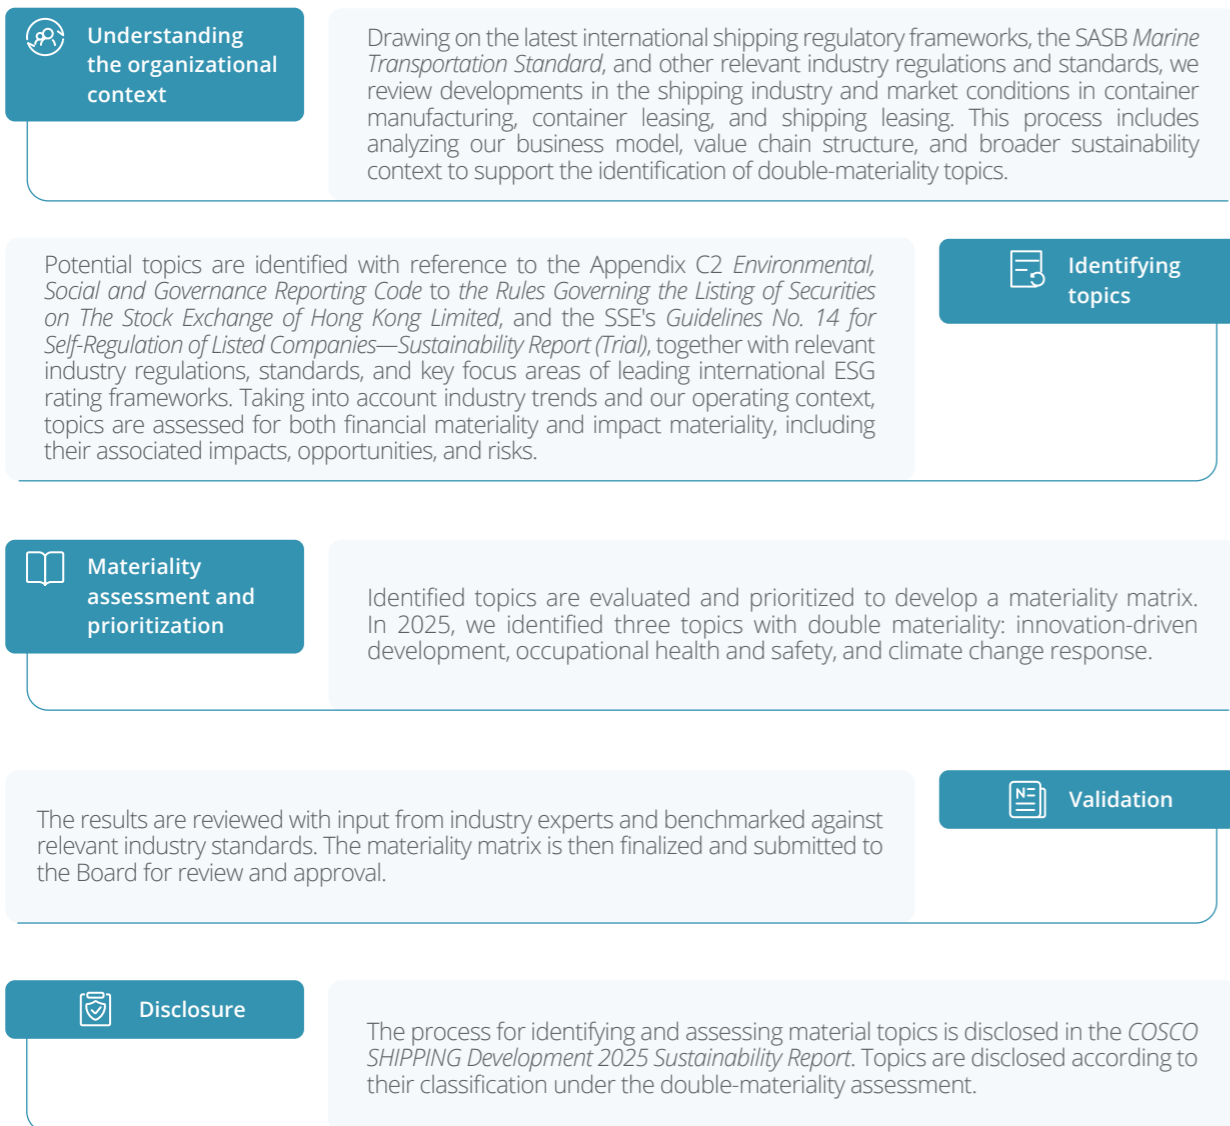 Understanding
the organizational
context
Drawing on the latest international shipping regulatory frameworks, the SASB Marine
Transportation Standard, and other relevant industry regulations and standards, we
review developments in the shipping industry and market conditions in container
manufacturing, container leasing, and shipping leasing. This process includes
analyzing our business model, value chain structure, and broader sustainability
context to support the identification of double-materiality topics.
Identifying
topics
Potential topics are identified with reference to the Appendix C2 Environmental,
Social and Governance Reporting Code to the Rules Governing the Listing of Securities
on The Stock Exchange of Hong Kong Limited, and the SSE's Guidelines No. 14 for
Self-Regulation of Listed Companies—Sustainability Report (Trial), together with relevant
industry regulations, standards, and key focus areas of leading international ESG
rating frameworks. Taking into account industry trends and our operating context,
topics are assessed for both financial materiality and impact materiality, including
their associated impacts, opportunities, and risks.
Materiality
assessment and
prioritization
Identified topics are evaluated and prioritized to develop a materiality matrix.
In 2025, we identified three topics with double materiality: innovation-driven
development, occupational health and safety, and climate change response.
Validation
The results are reviewed with input from industry experts and benchmarked against
relevant industry standards. The materiality matrix is then finalized and submitted to
the Board for review and approval.
Disclosure
The process for identifying and assessing material topics is disclosed in the COSCO
SHIPPING Development 2025 Sustainability Report. Topics are disclosed according to
their classification under the double-materiality assessment.